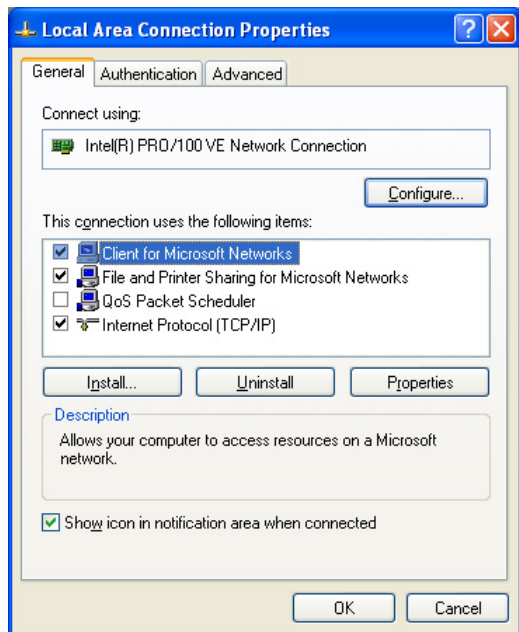 Local Area Connection Properties
General Authentication Advanced
Connect using:
Intel(R) PRO/100 VE Network Connection
Configure...
This connection uses the following items:
Client for Microsoft Networks
File and Printer Sharing for Microsoft Networks
QoS Packet Scheduler
Internet Protocol (TCP/IP)
Install... Uninstall Properties
Description
Allows your computer to access resources on a Microsoft
network.
Show icon in notification area when connected
OK Cancel